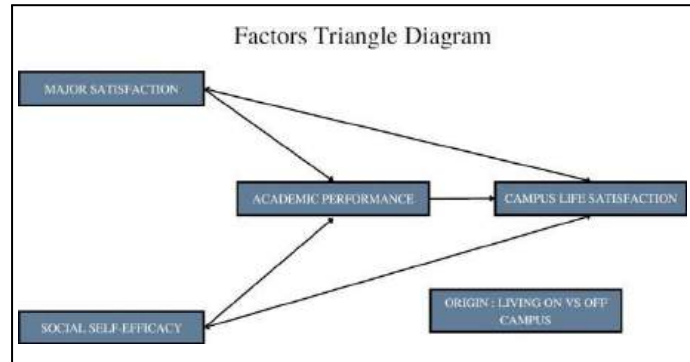 Factors Triangle Diagram
MAJOR SATISFACTION
ACADEMIC PERFORMANCE
CAMPUS LIFE SATISFACTION
SOCIAL SELF-EFFICACY
ORIGIN : LIVING ON VS OFF
CAMPUS